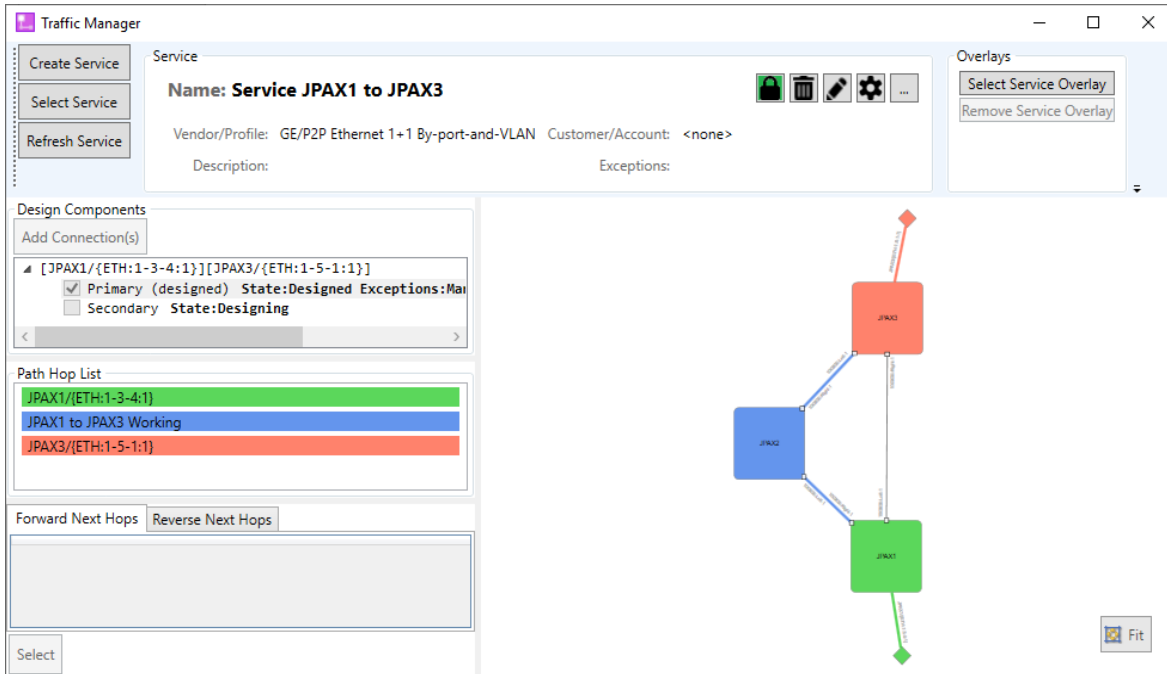 Traffic Manager
Create Service
Select Service
Refresh Service
Service
Name: Service JPAX1 to JPAX3
...
Vendor/Profile: GE/P2P Ethernet 1+1 By-port-and-VLAN Customer/Account: <none>
Description: Exceptions:
Overlays
Select Service Overlay
Remove Service Overlay
Design Components
Add Connection(s)
[JPAX1/{ETH:1-3-4:1}][JPAX3/{ETH:1-5-1:1}]
Primary (designed) State:Designed Exceptions:Mar
Secondary State:Designing
Path Hop List
JPAX1/{ETH:1-3-4:1}
JPAX1 to JPAX3 Working
JPAX3/{ETH:1-5-1:1}
Forward Next Hops
Reverse Next Hops
Select
JPAX3
JPAX2
JPAX1
Fit